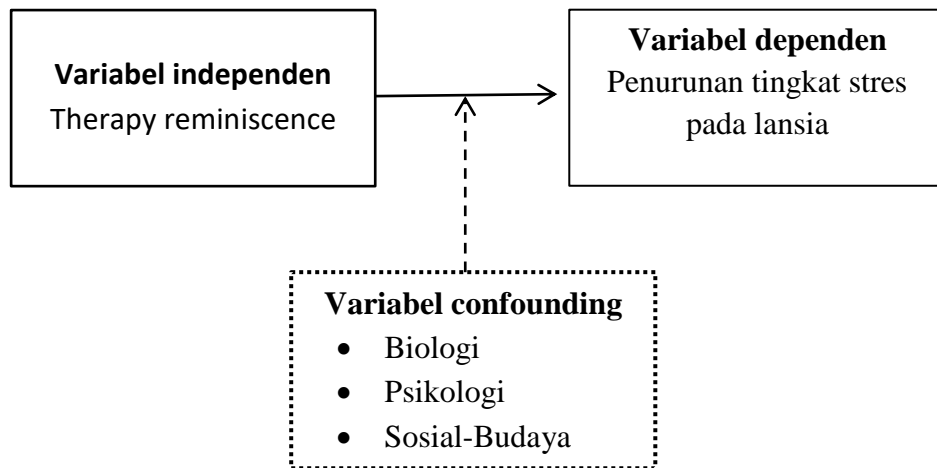 Variabel independen
Therapy reminiscence
Variabel dependen
Penurunan tingkat stres
pada lansia
Variabel confounding
• Biologi
• Psikologi
• Sosial-Budaya